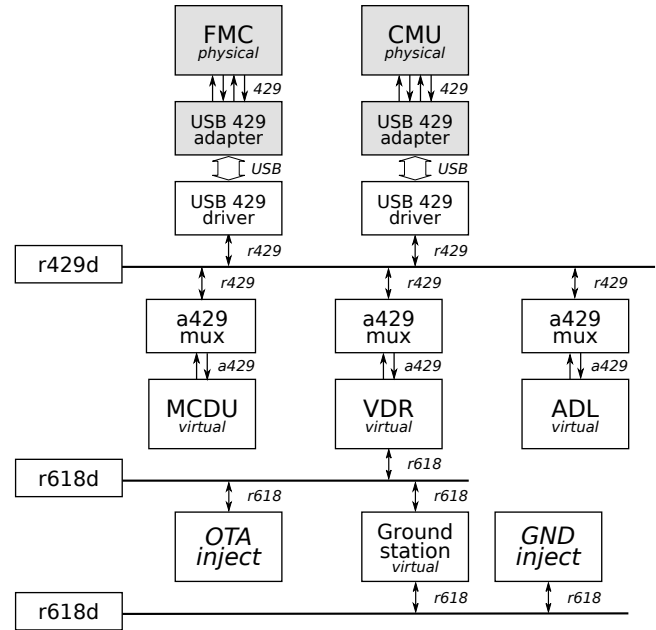 FMC
physical
CMU
physical
429
429
USB 429
adapter
USB 429
adapter
USB
USB
USB 429
driver
USB 429
driver
r429
r429
r429d
r429
r429
r429
a429
mux
a429
mux
a429
mux
a429
a429
a429
MCDU
virtual
VDR
virtual
ADL
virtual
r618
r618d
r618
r618
OTA
inject
Ground
station
virtual
GND
inject
r618
r618
r618d